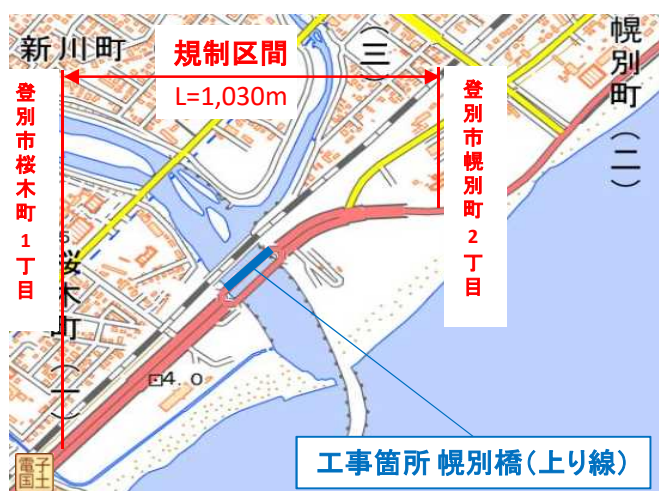 新川町
規制区間
L=1,030m
(三)
幌別町(二)
登別市桜木町1丁目
登別市幌別町2丁目
桜木町(一)
5
4.0
工事箇所 幌別橋(上り線)
電子国土